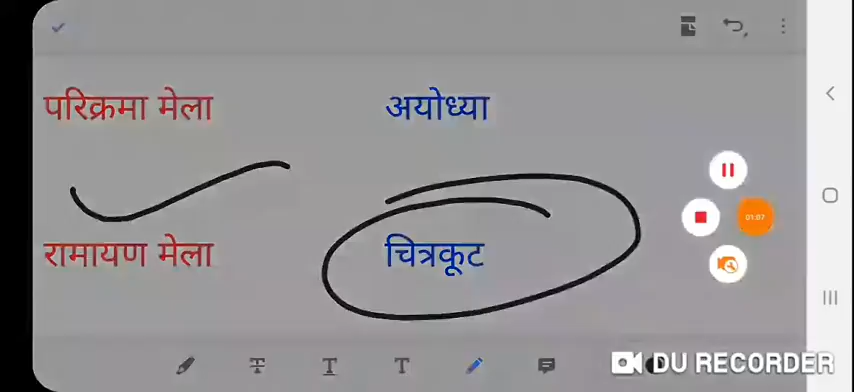 परिक्रमा मेला अयोध्या
रामायण मेला चित्रकूट
01:07
DU RECORDER